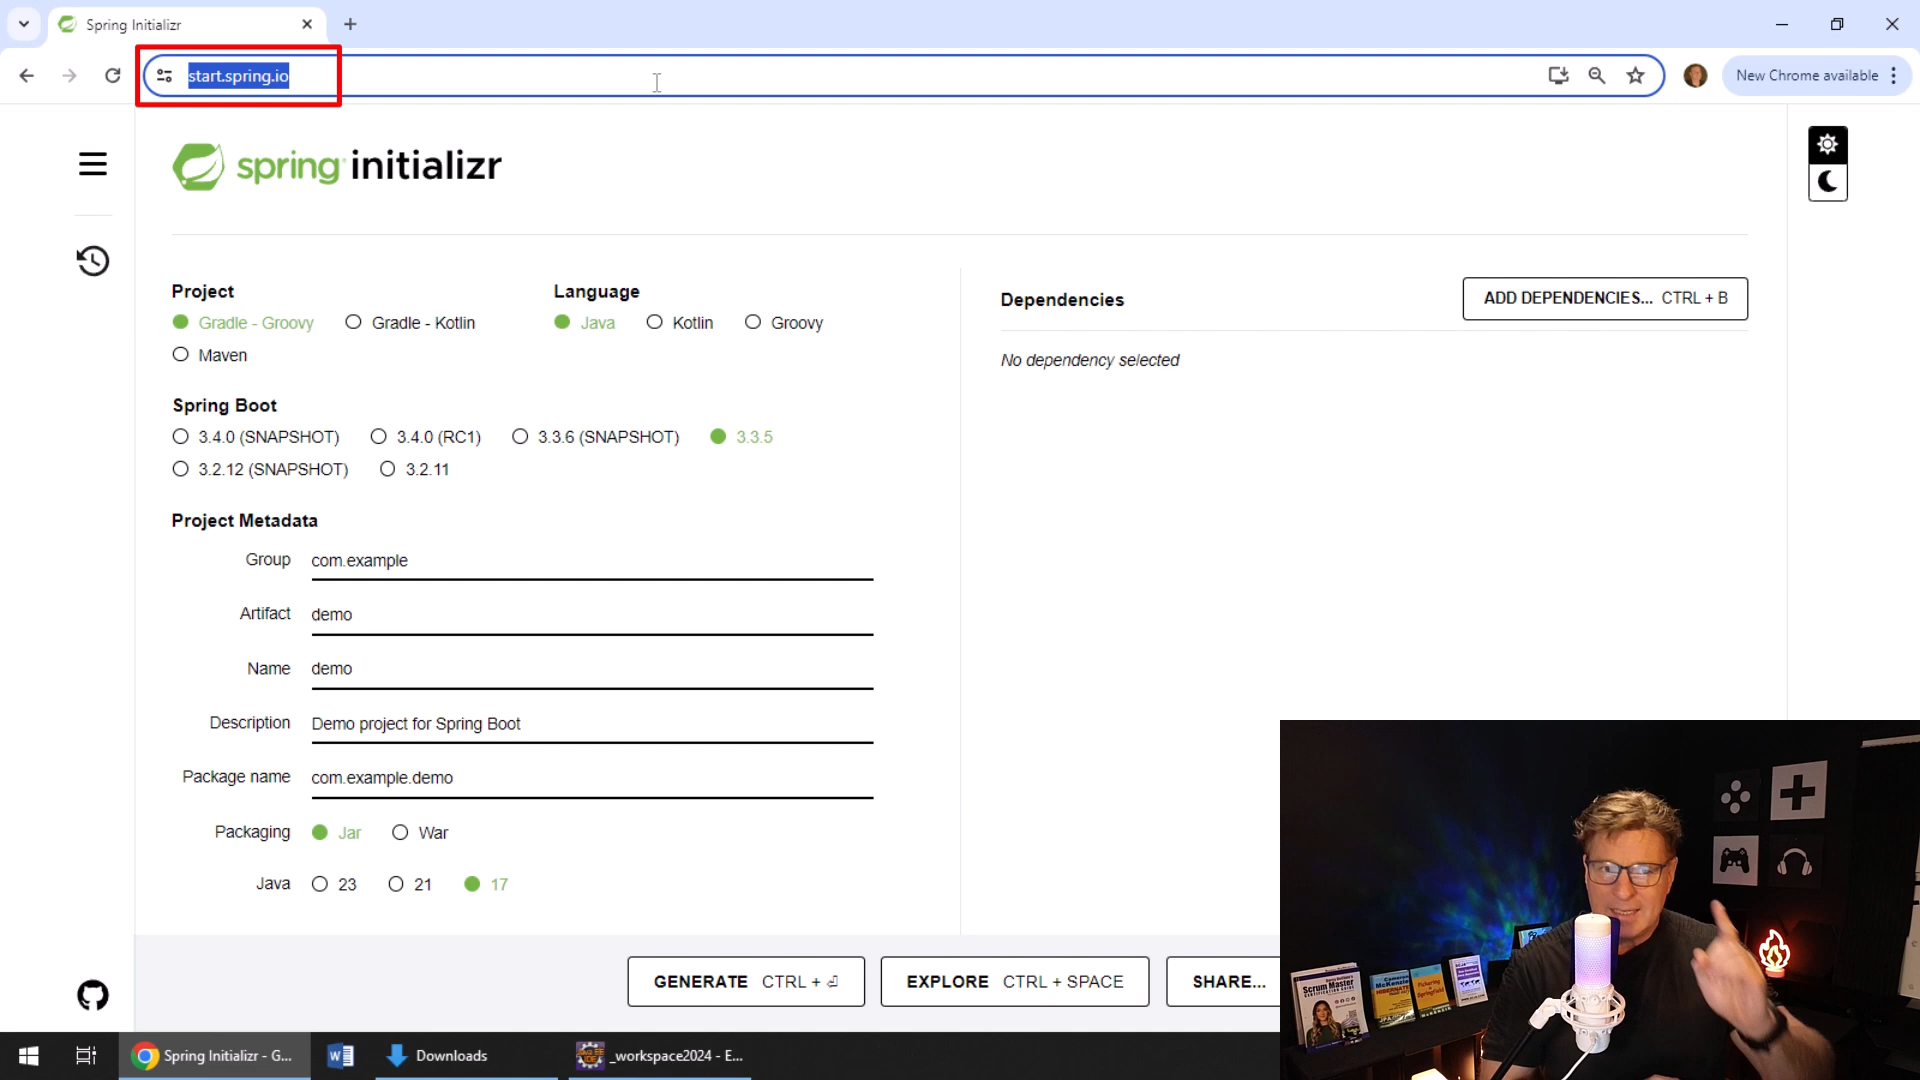 Spring Initializr
start.spring.io
New Chrome available
spring initializr
Project
Gradle - Groovy Gradle - Kotlin
Maven
Language
Java Kotlin Groovy
Spring Boot
3.4.0 (SNAPSHOT) 3.4.0 (RC1) 3.3.6 (SNAPSHOT) 3.3.5
3.2.12 (SNAPSHOT) 3.2.11
Project Metadata
Group com.example
Artifact demo
Name demo
Description Demo project for Spring Boot
Package name com.example.demo
Packaging Jar War
Java 23 21 17
Dependencies
ADD DEPENDENCIES... CTRL + B
No dependency selected
GENERATE CTRL + ⏎
EXPLORE CTRL + SPACE
SHARE...
Scrum Master
Cameron McKenzie
HIBERNATE
JPA
Spring Initializr - G...
Downloads
_workspace2024 - E...